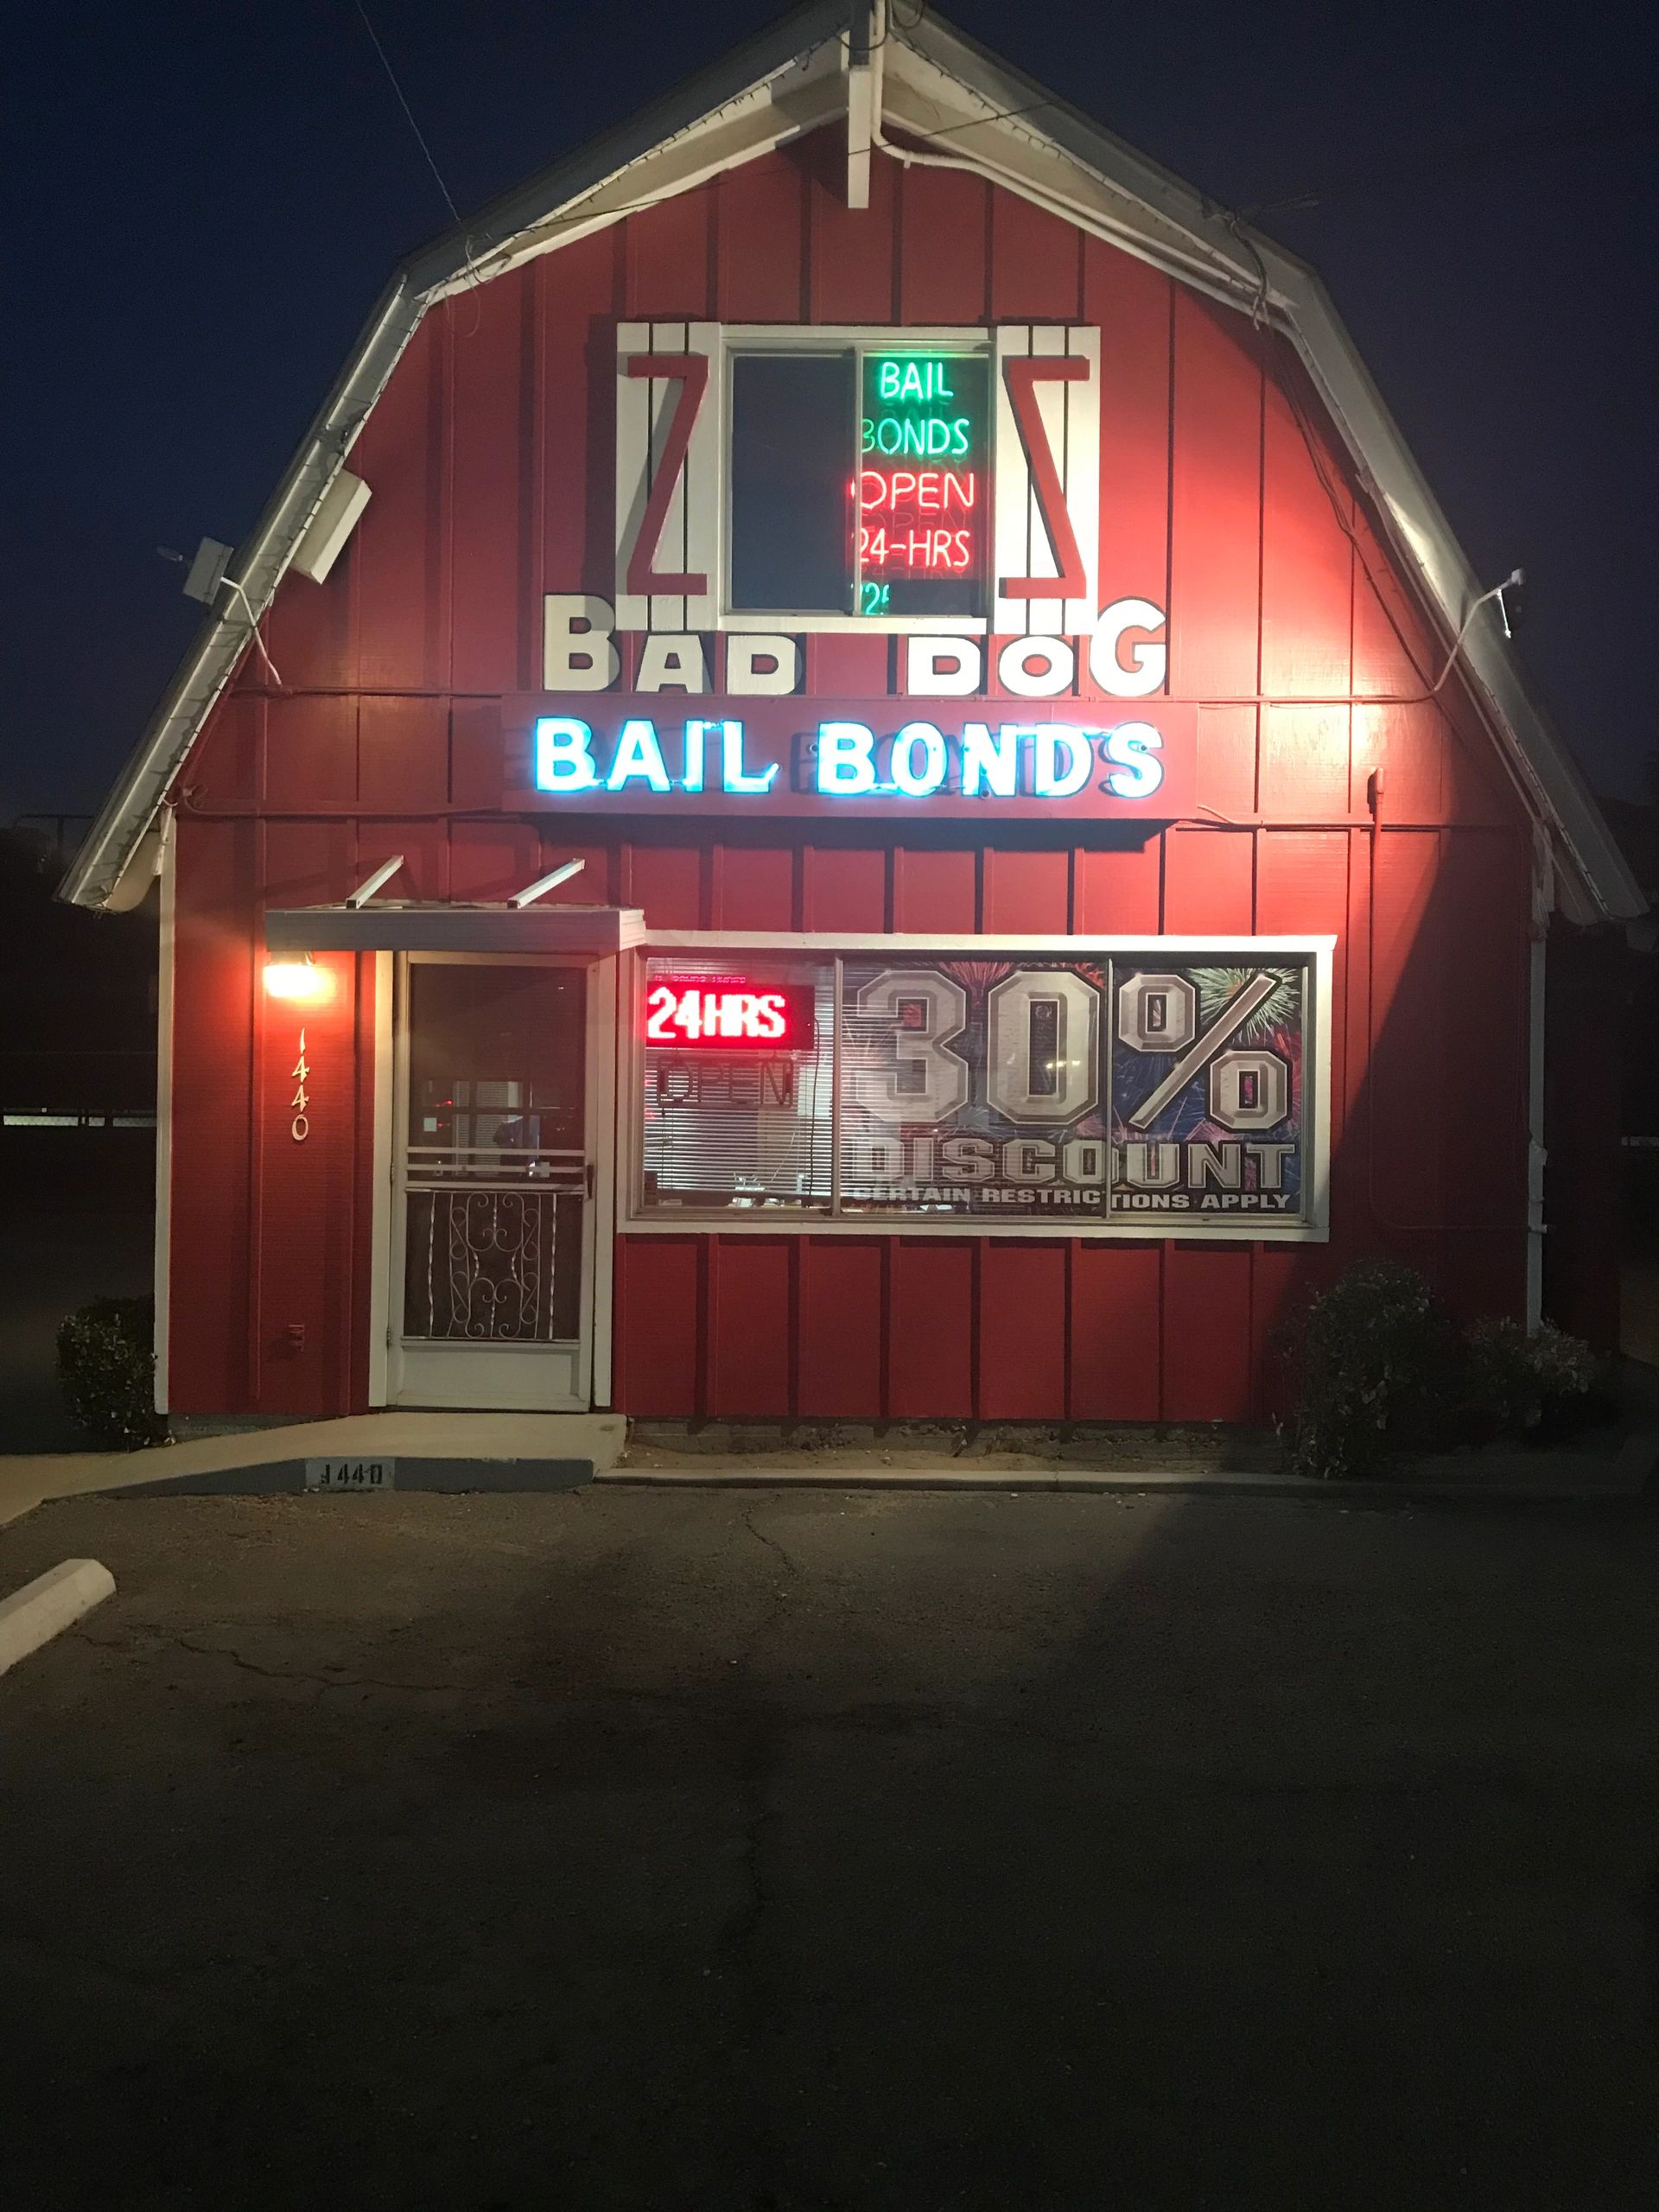 BAIL
BONDS
OPEN
24-HRS
BAD DOG
BAIL BONDS
24HRS
OPEN
30%
DISCOUNT
CERTAIN RESTRICTIONS APPLY
1440
1440